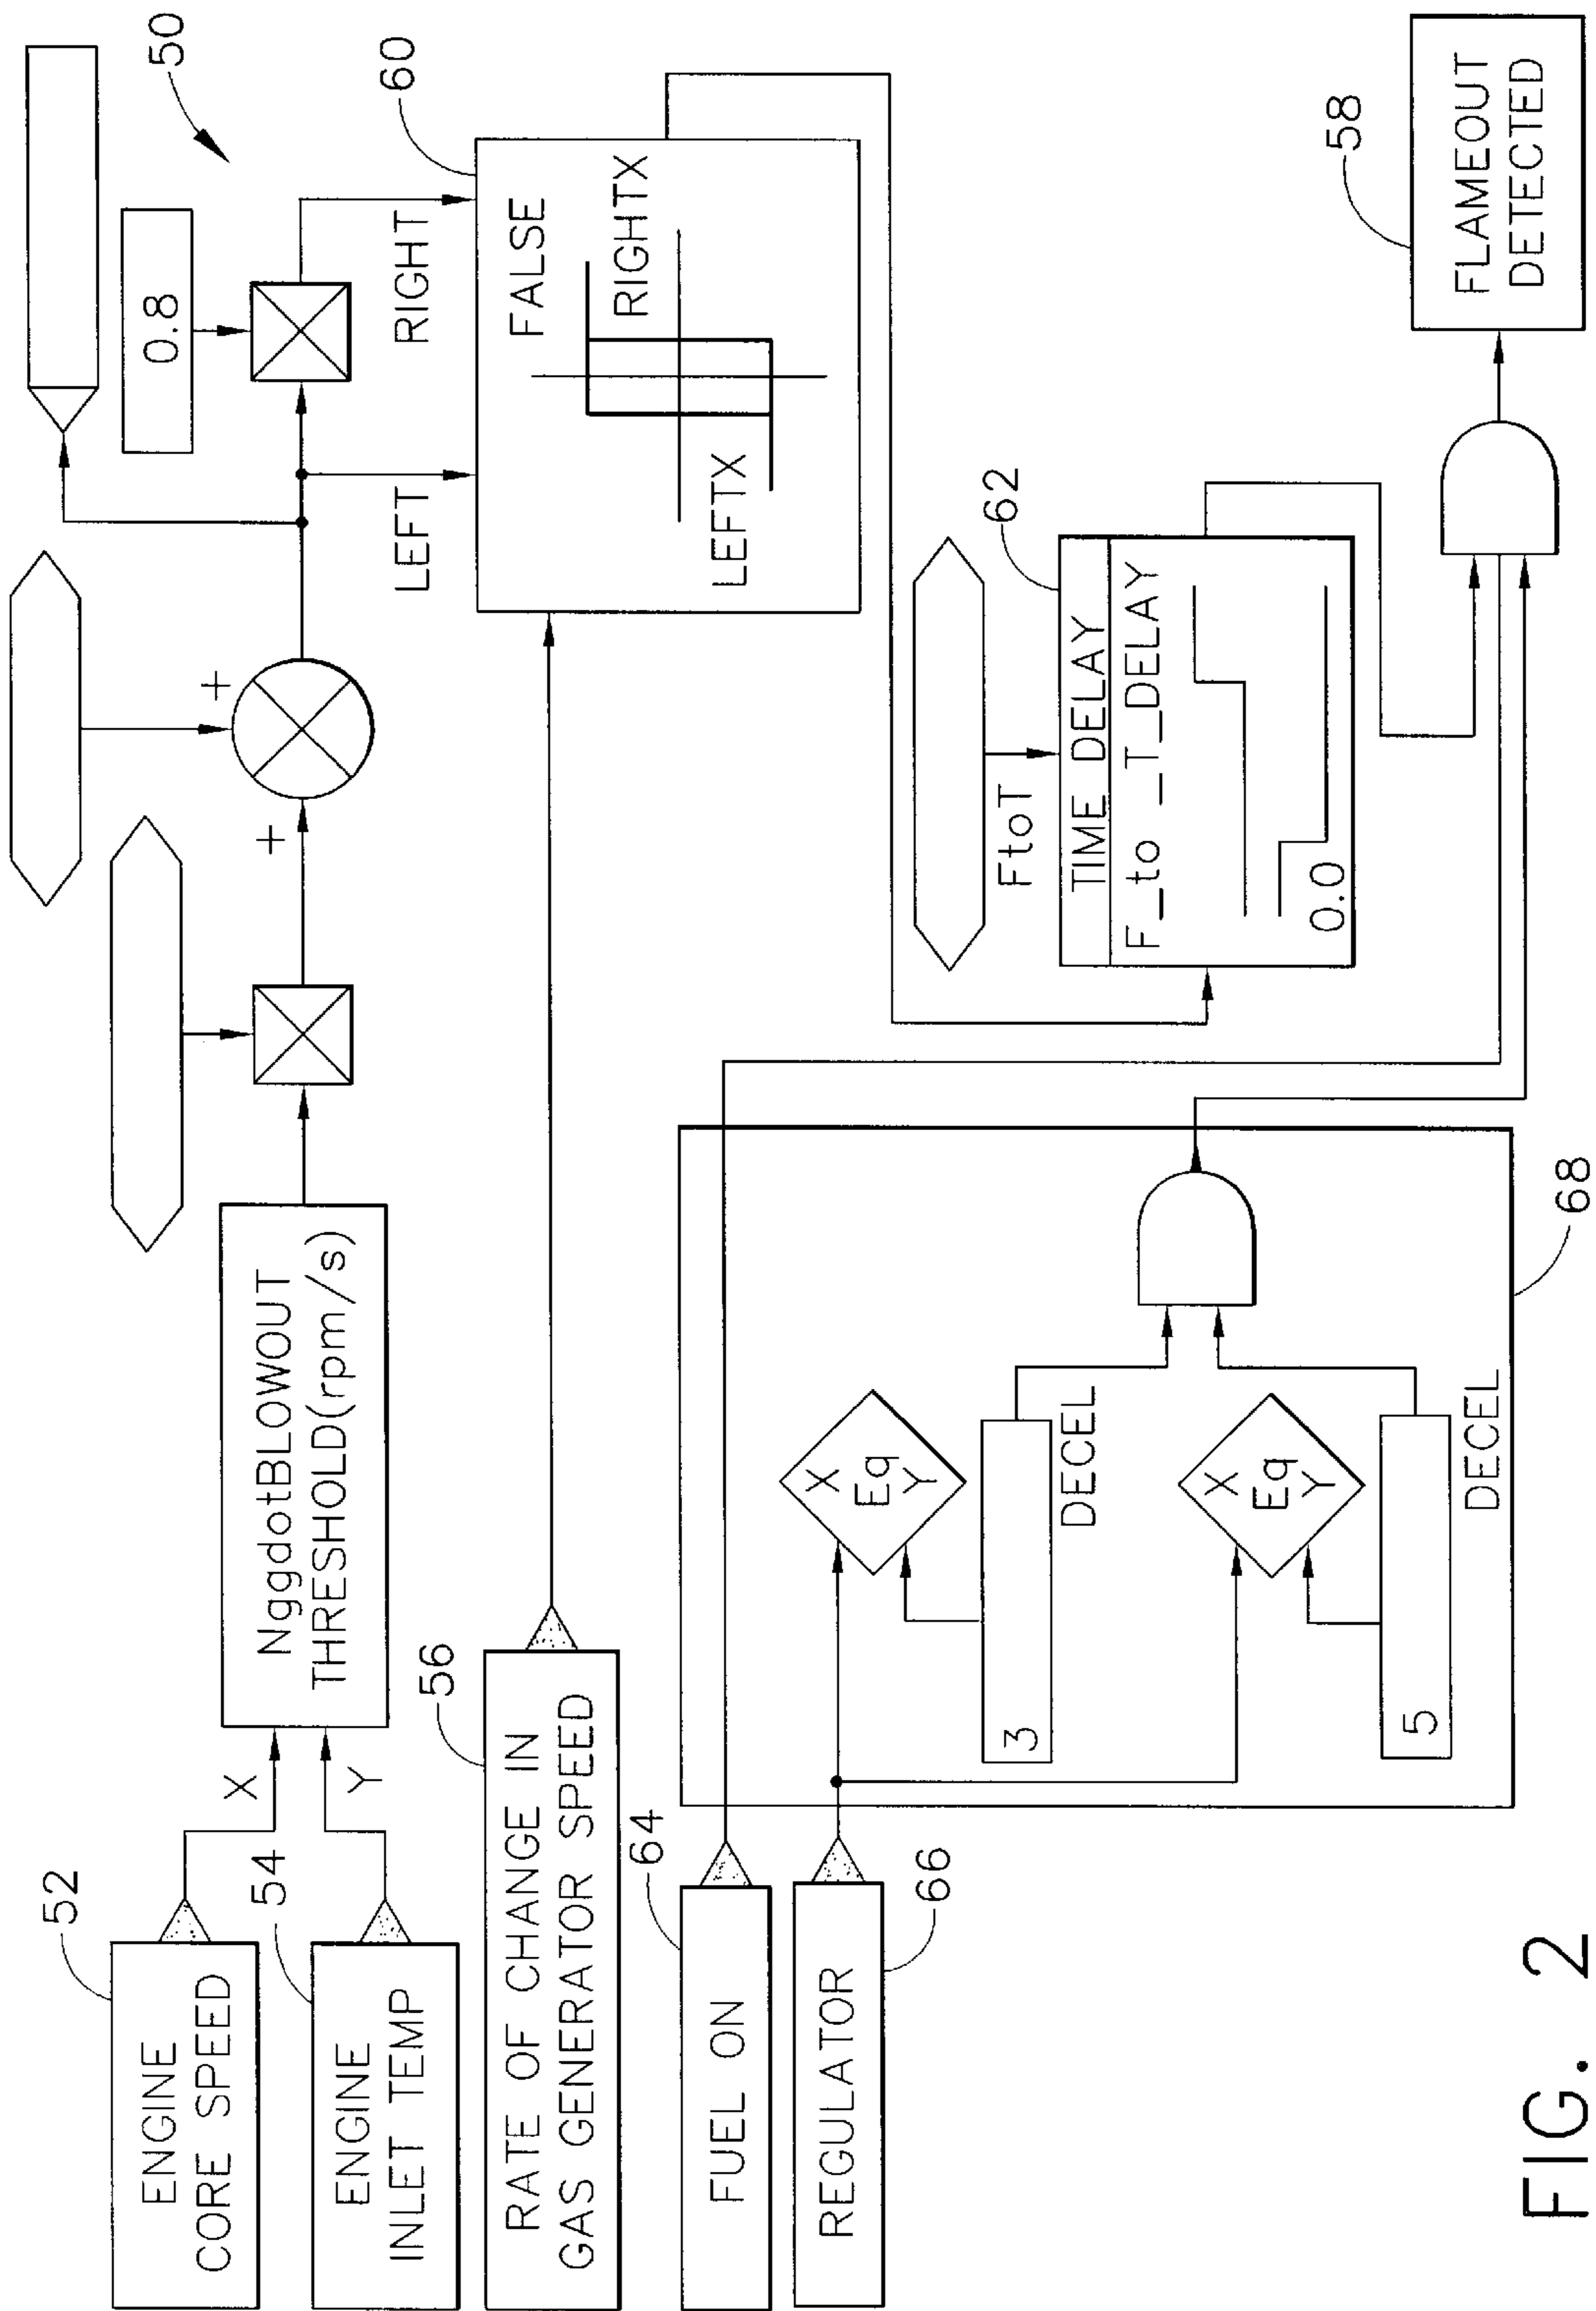 50
0.8
+
+
RIGHT
LEFT
NggdotBLOWOUT
THRESHOLD(rpm/s)
X
Y
52
ENGINE
CORE SPEED
54
ENGINE
INLET TEMP
56
RATE OF CHANGE IN
GAS GENERATOR SPEED
60
FALSE
RIGHTX
LEFTX
FtoT
62
TIME DELAY
F_to _T_DELAY
0.0
64
FUEL ON
66
REGULATOR
X
Eq
Y
3
DECEL
X
Eq
Y
5
DECEL
68
58
FLAMEOUT
DETECTED
FIG. 2